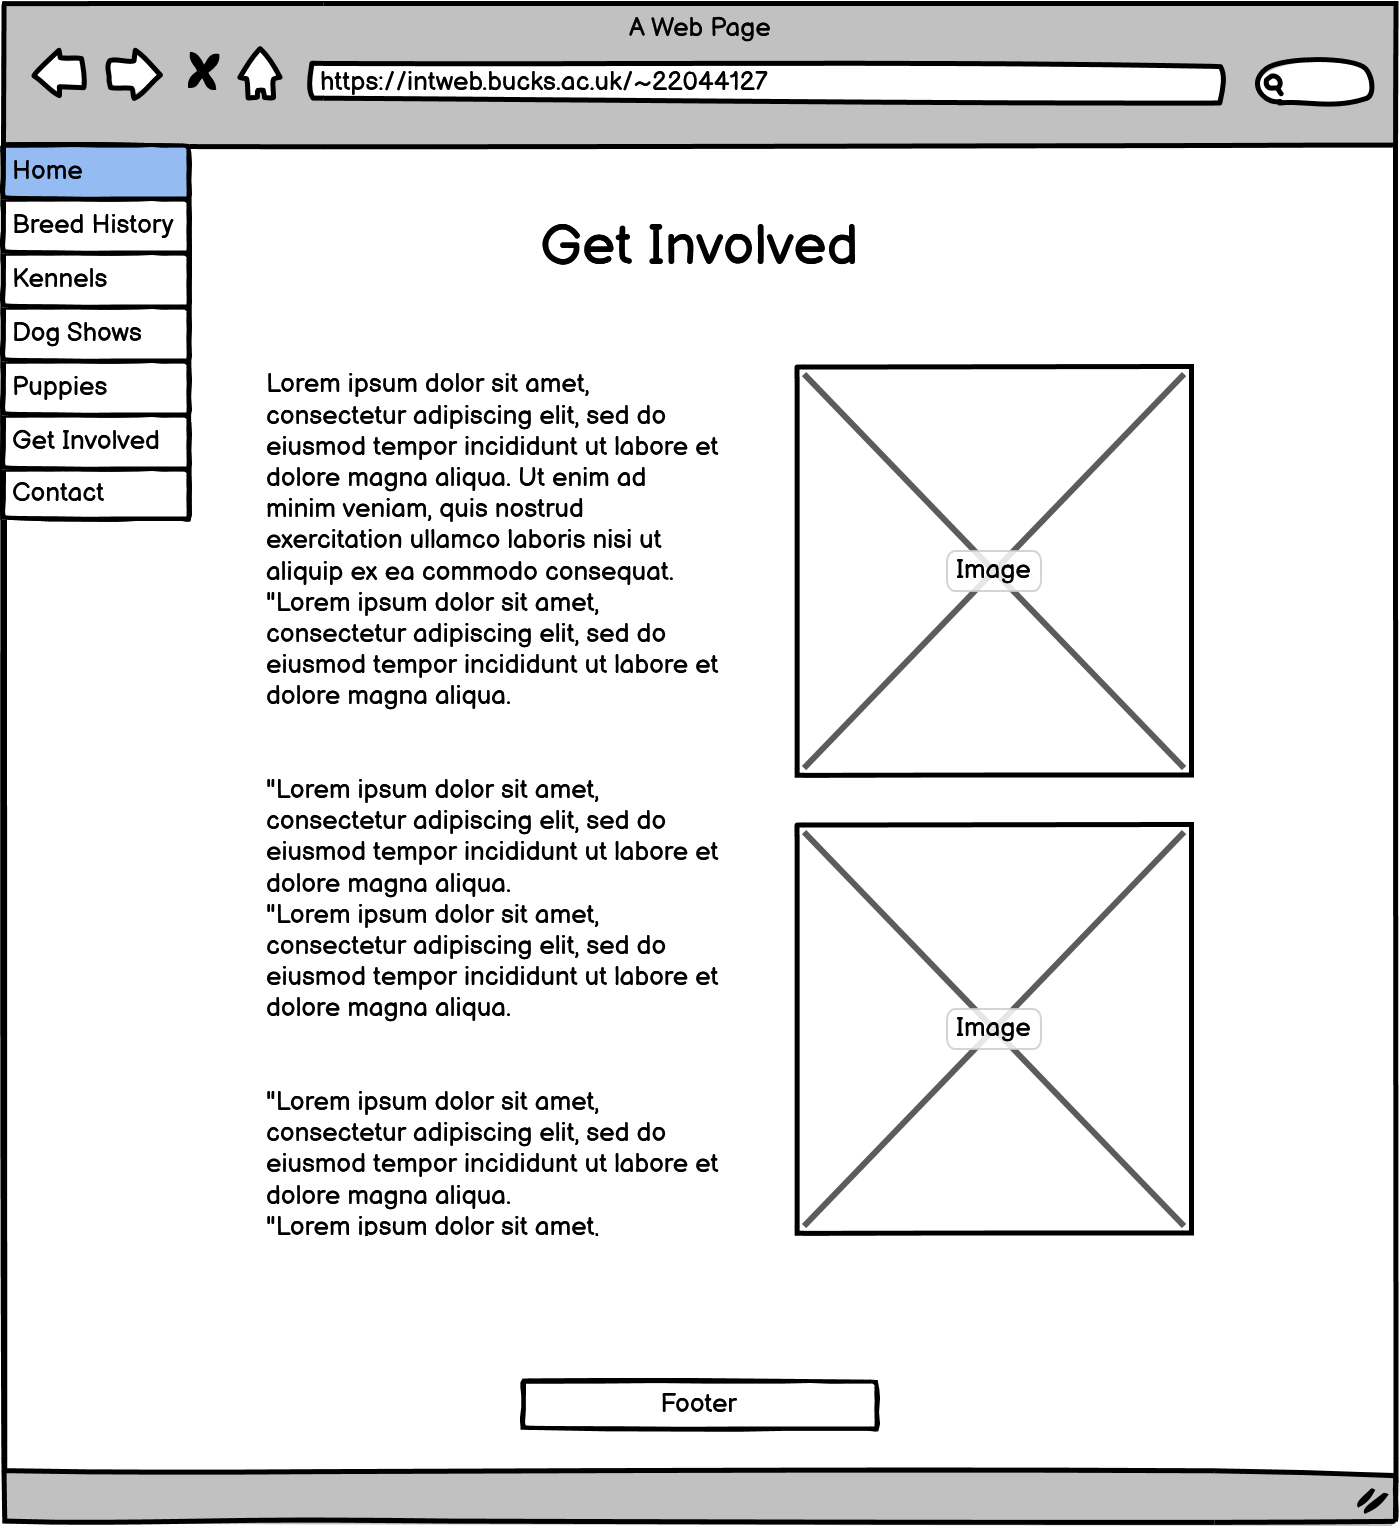 A Web Page
https://intweb.bucks.ac.uk/~22044127
Home
Breed History
Kennels
Dog Shows
Puppies
Get Involved
Contact
Get Involved
Lorem ipsum dolor sit amet,
consectetur adipiscing elit, sed do
eiusmod tempor incididunt ut labore et
dolore magna aliqua. Ut enim ad
minim veniam, quis nostrud
exercitation ullamco laboris nisi ut
aliquip ex ea commodo consequat.
"Lorem ipsum dolor sit amet,
consectetur adipiscing elit, sed do
eiusmod tempor incididunt ut labore et
dolore magna aliqua.
"Lorem ipsum dolor sit amet,
consectetur adipiscing elit, sed do
eiusmod tempor incididunt ut labore et
dolore magna aliqua.
"Lorem ipsum dolor sit amet,
consectetur adipiscing elit, sed do
eiusmod tempor incididunt ut labore et
dolore magna aliqua.
"Lorem ipsum dolor sit amet,
consectetur adipiscing elit, sed do
eiusmod tempor incididunt ut labore et
dolore magna aliqua.
"Lorem ipsum dolor sit amet,
Image
Image
Footer